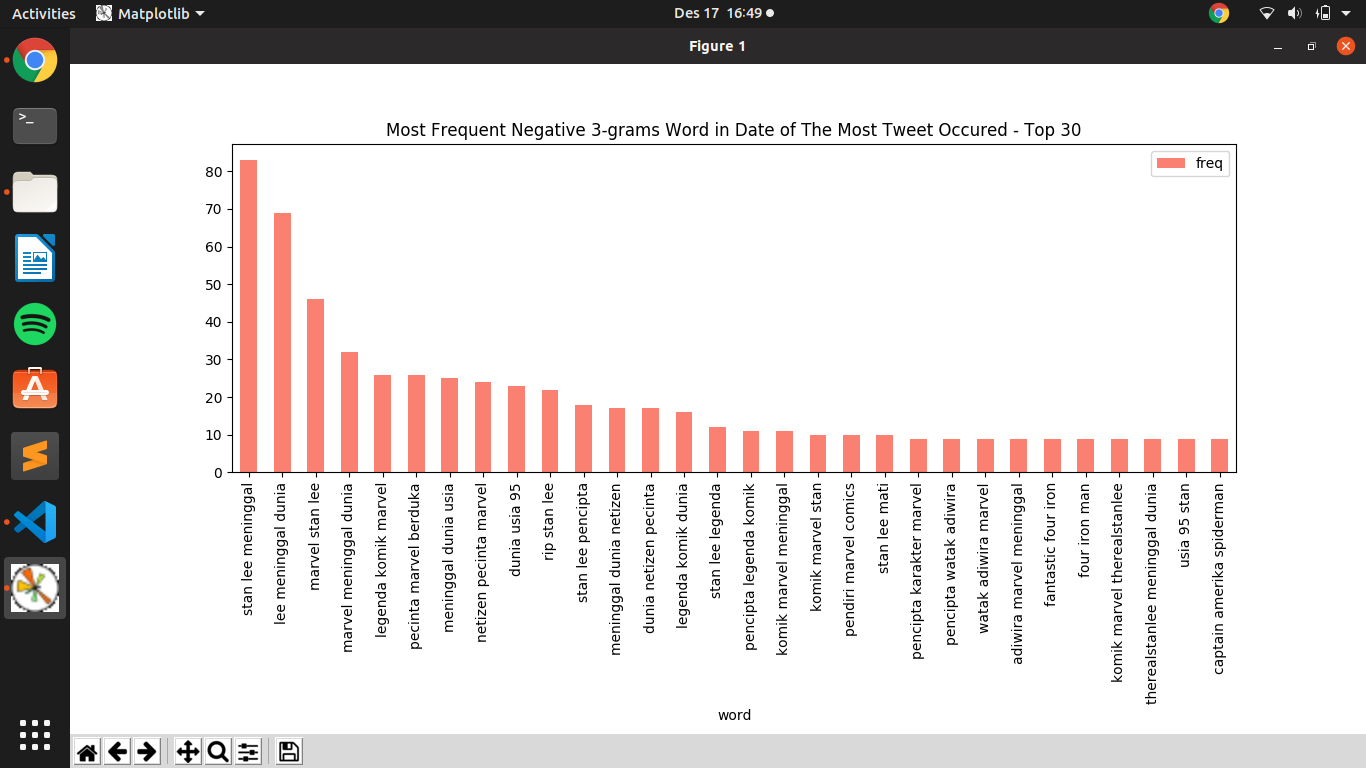 Activities
Matplotlib
Des 17 16:49
Figure 1
Most Frequent Negative 3-grams Word in Date of The Most Tweet Occured - Top 30
freq
80
70
60
50
40
30
20
10
0
stan lee meninggal
lee meninggal dunia
marvel stan lee
marvel meninggal dunia
legenda komik marvel
pecinta marvel berduka
meninggal dunia usia
netizen pecinta marvel
dunia usia 95
rip stan lee
stan lee pencipta
meninggal dunia netizen
dunia netizen pecinta
legenda komik dunia
stan lee legenda
pencipta legenda komik
komik marvel meninggal
komik marvel stan
pendiri marvel comics
stan lee mati
pencipta karakter marvel
pencipta watak adiwira
watak adiwira marvel
adiwira marvel meninggal
fantastic four iron
four iron man
komik marvel therealstanlee
therealstanlee meninggal dunia
usia 95 stan
captain amerika spiderman
word